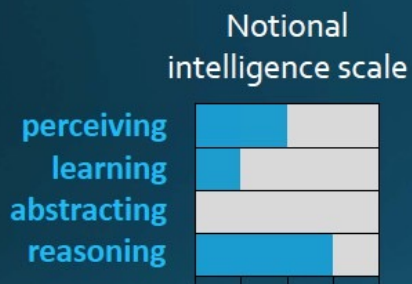 Notional
intelligence scale
perceiving
learning
abstracting
reasoning